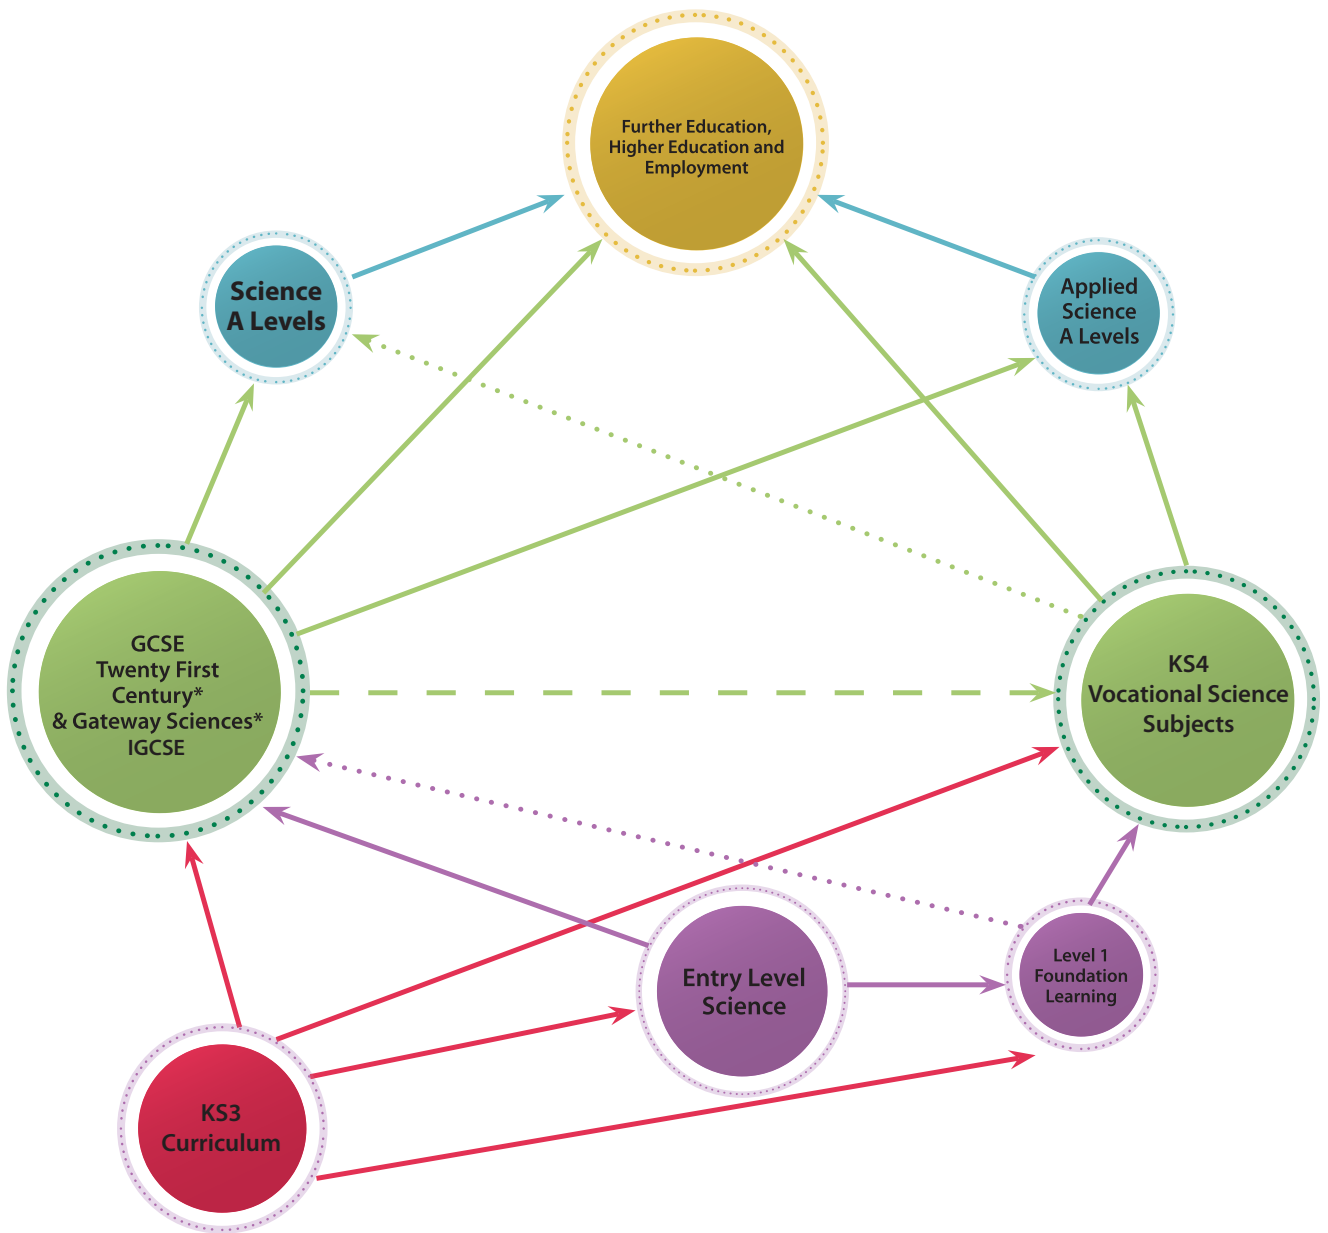 Further Education,
Higher Education and
Employment
Science
A Levels
Applied
Science
A Levels
GCSE
Twenty First
Century*
& Gateway Sciences*
IGCSE
KS4
Vocational Science
Subjects
Entry Level
Science
Level 1
Foundation
Learning
KS3
Curriculum